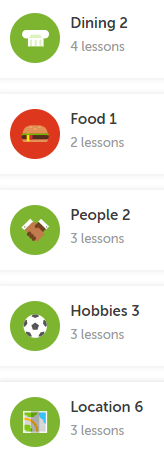 Dining 2
4 lessons
Food 1
2 lessons
People 2
3 lessons
Hobbies 3
3 lessons
Location 6
3 lessons